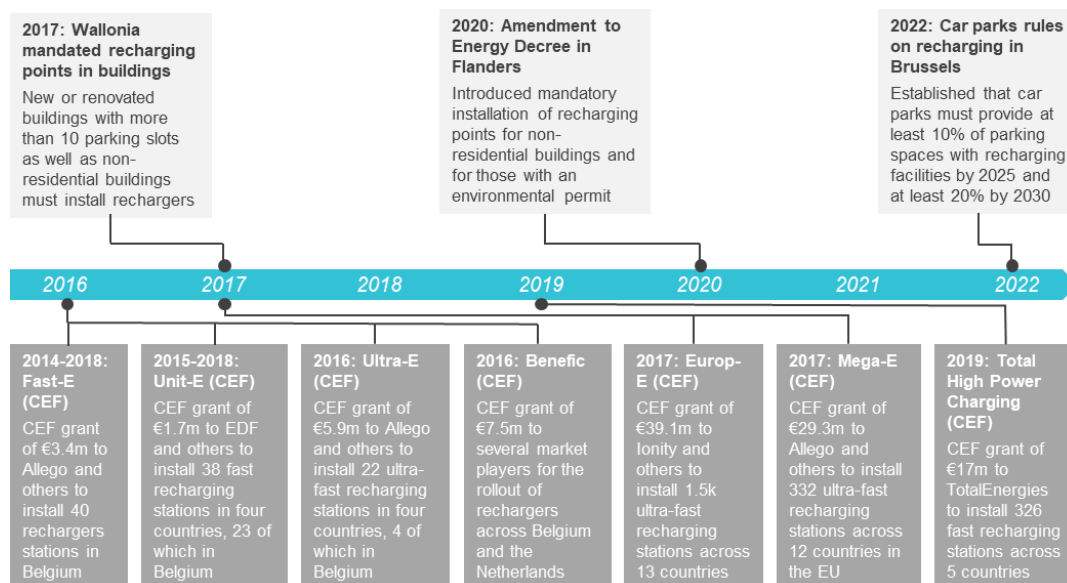 2017: Wallonia
mandated recharging
points in buildings
New or renovated
buildings with more
than 10 parking slots
as well as non-
residential buildings
must install rechargers
2020: Amendment to
Energy Decree in
Flanders
Introduced mandatory
installation of recharging
points for non-
residential buildings and
for those with an
environmental permit
2022: Car parks rules
on recharging in
Brussels
Established that car
parks must provide at
least 10% of parking
spaces with recharging
facilities by 2025 and
at least 20% by 2030
2016 2017 2018 2019 2020 2021 2022
2014-2018:
Fast-E
(CEF)
CEF grant
of €3.4m to
Allego and
others to
install 40
rechargers
stations in
Belgium
2015-2018:
Unit-E (CEF)
CEF grant of
€1.7m to EDF
and others to
install 38 fast
recharging
stations in four
countries, 23 of
which in
Belgium
2016: Ultra-E
(CEF)
CEF grant of
€5.9m to Allego
and others to
install 22 ultra-
fast recharging
stations in four
countries, 4 of
which in
Belgium
2016: Benefic
(CEF)
CEF grant of
€7.5m to
several market
players for the
rollout of
rechargers
across Belgium
and the
Netherlands
2017: Europ-
E (CEF)
CEF grant of
€39.1m to
Ionity and
others to
install 1.5k
ultra-fast
recharging
stations across
13 countries
2017: Mega-E
(CEF)
CEF grant of
€29.3m to
Allego and
others to install
332 ultra-fast
recharging
stations across
12 countries in
the EU
2019: Total
High Power
Charging
(CEF)
CEF grant of
€17m to
TotalEnergies
to install 326
fast recharging
stations across
5 countries